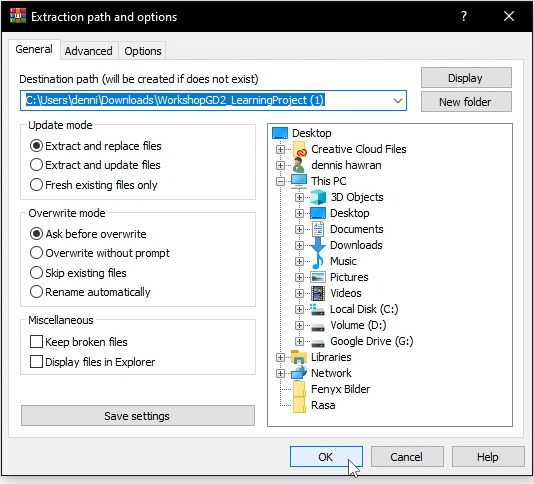 Extraction path and options
General Advanced Options
Destination path (will be created if does not exist)
Display
C:\Users\denni\Downloads\WorkshopGD2_LearningProject (1)
New folder
Update mode
Extract and replace files
Extract and update files
Fresh existing files only
Overwrite mode
Ask before overwrite
Overwrite without prompt
Skip existing files
Rename automatically
Miscellaneous
Keep broken files
Display files in Explorer
Save settings
Desktop
Creative Cloud Files
dennis hawran
This PC
3D Objects
Desktop
Documents
Downloads
Music
Pictures
Videos
Local Disk (C:)
Volume (D:)
Google Drive (G:)
Libraries
Network
Fenyx Bilder
Rasa
OK Cancel Help